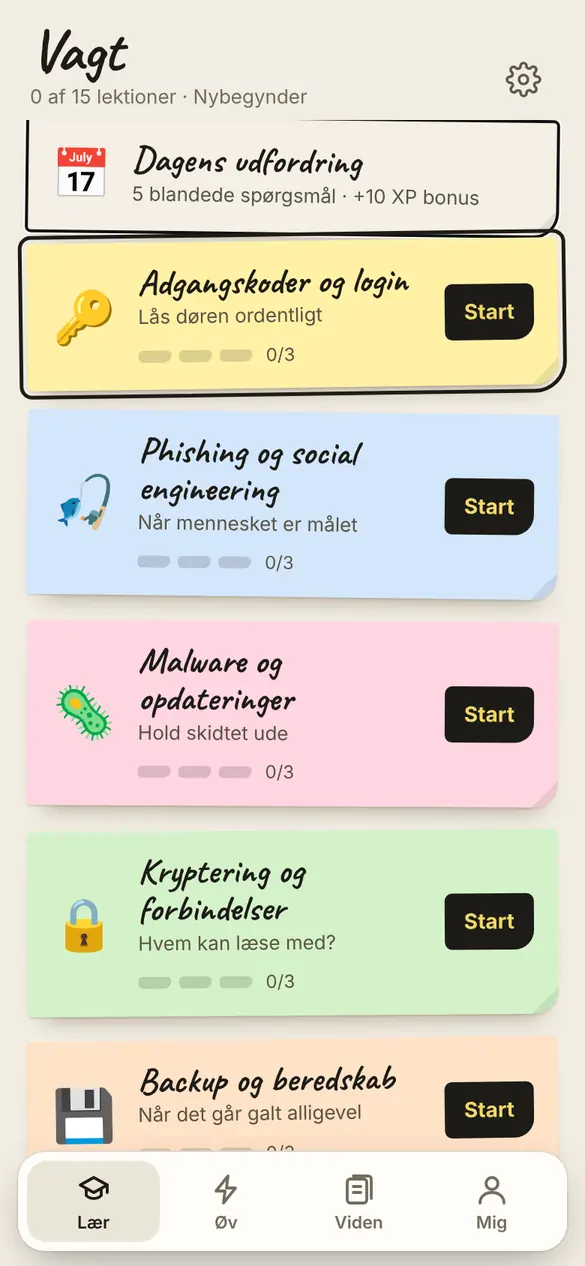 Vagt
0 af 15 lektioner · Nybegynder
July
17
Dagens udfordring
5 blandede spørgsmål · +10 XP bonus
Adgangskoder og login
Lås døren ordentligt
0/3
Start
Phishing og social
engineering
Når mennesket er målet
0/3
Start
Malware og
opdateringer
Hold skidtet ude
0/3
Start
Kryptering og
forbindelser
Hvem kan læse med?
0/3
Start
Backup og beredskab
Når det går galt alligevel
Start
Lær
Øv
Viden
Mig